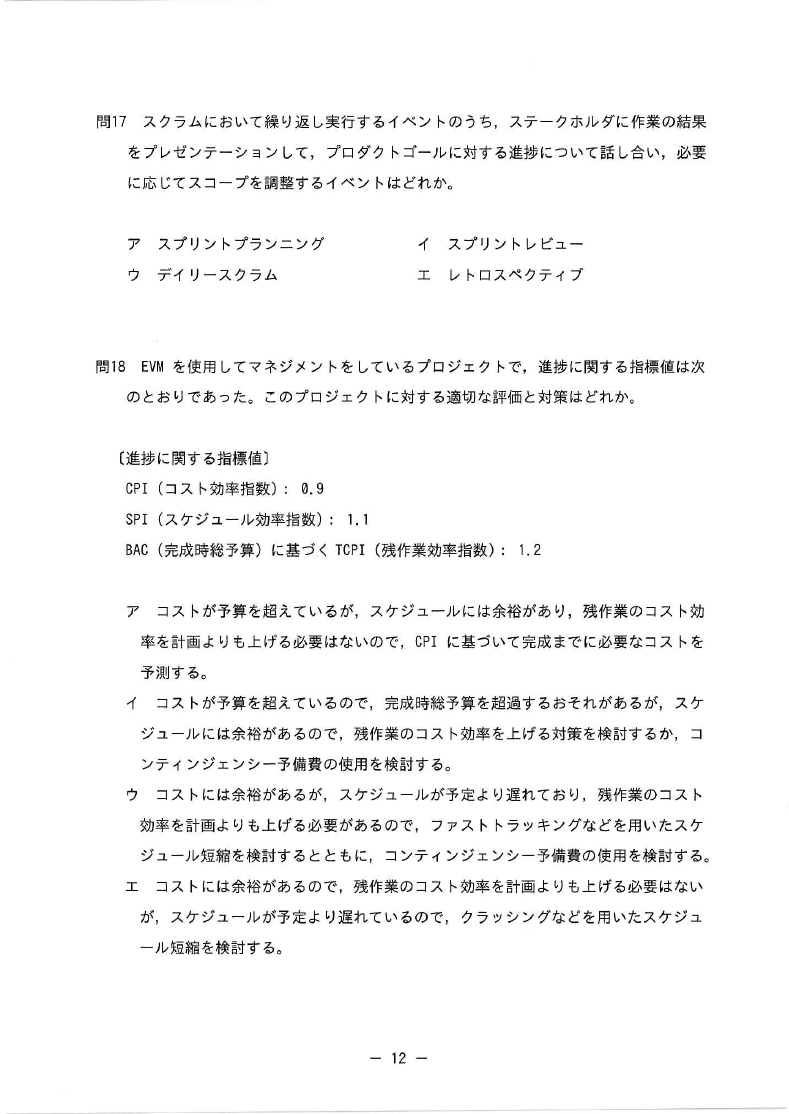 問17 スクラムにおいて繰り返し実行するイベントのうち，ステークホルダに作業の結果
をプレゼンテーションして，プロダクトゴールに対する進捗について話し合い，必要
に応じてスコープを調整するイベントはどれか。
ア スプリントプランニング イ スプリントレビュー
ウ デイリースクラム エ レトロスペクティブ
問18 EVM を使用してマネジメントをしているプロジェクトで，進捗に関する指標値は次
のとおりであった。このプロジェクトに対する適切な評価と対策はどれか。
〔進捗に関する指標値〕
CPI（コスト効率指数）： 0.9
SPI（スケジュール効率指数）： 1.1
BAC（完成時総予算）に基づく TCPI（残作業効率指数）： 1.2
ア コストが予算を超えているが，スケジュールには余裕があり，残作業のコスト効
率を計画よりも上げる必要はないので，CPI に基づいて完成までに必要なコストを
予測する。
イ コストが予算を超えているので，完成時総予算を超過するおそれがあるが，スケ
ジュールには余裕があるので，残作業のコスト効率を上げる対策を検討するか，コ
ンティンジェンシー予備費の使用を検討する。
ウ コストには余裕があるが，スケジュールが予定より遅れており，残作業のコスト
効率を計画よりも上げる必要があるので，ファストトラッキングなどを用いたスケ
ジュール短縮を検討するとともに，コンティンジェンシー予備費の使用を検討する。
エ コストには余裕があるので，残作業のコスト効率を計画よりも上げる必要はない
が，スケジュールが予定より遅れているので，クラッシングなどを用いたスケジュ
ール短縮を検討する。
－ 12 －